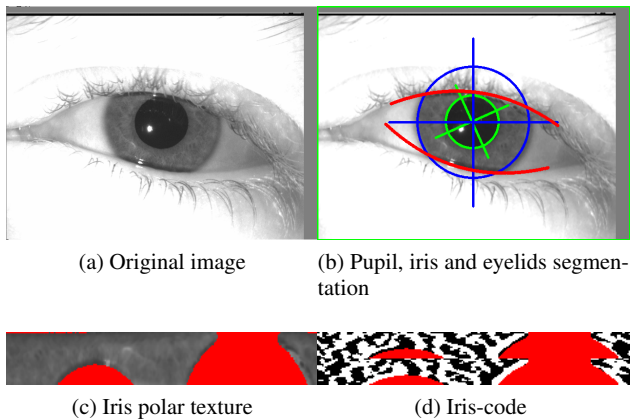 (a) Original image
(b) Pupil, iris and eyelids segmen-
tation
(c) Iris polar texture
(d) Iris-code